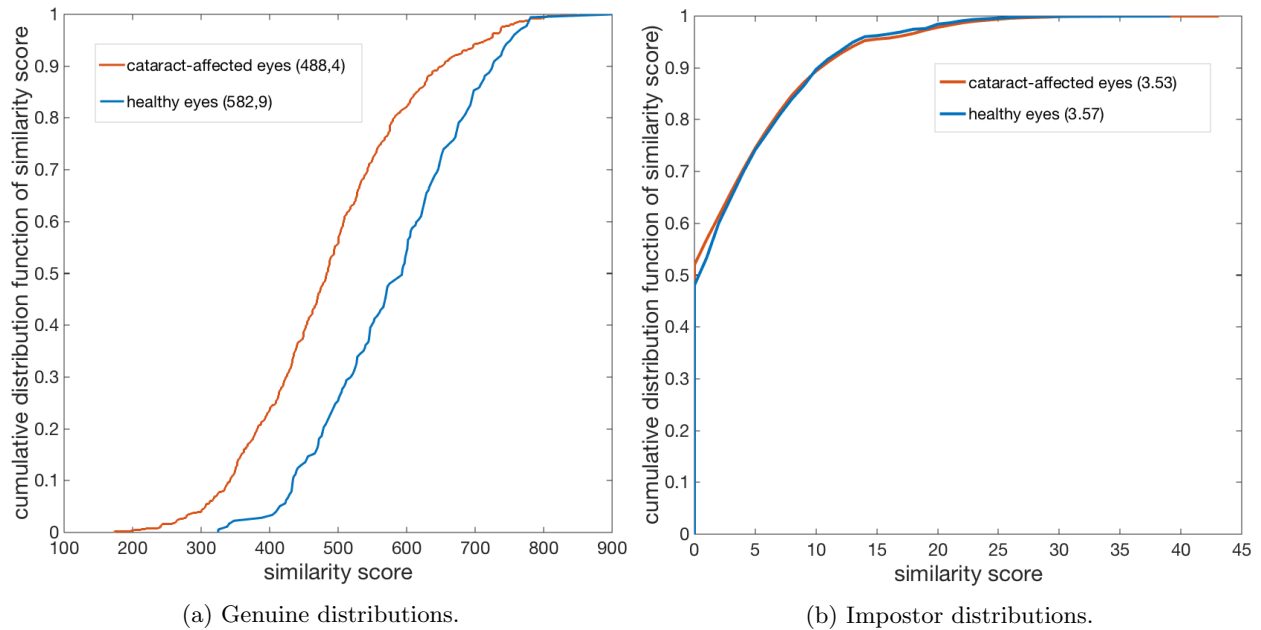 cumulative distribution function of similarity score
1
0.9
0.8
0.7
0.6
0.5
0.4
0.3
0.2
0.1
0
cataract-affected eyes (488,4)
healthy eyes (582,9)
100 200 300 400 500 600 700 800 900
similarity score
(a) Genuine distributions.
cumulative distribution function of similarity score)
1
0.9
0.8
0.7
0.6
0.5
0.4
0.3
0.2
0.1
0
cataract-affected eyes (3.53)
healthy eyes (3.57)
0 5 10 15 20 25 30 35 40 45
similarity score
(b) Impostor distributions.